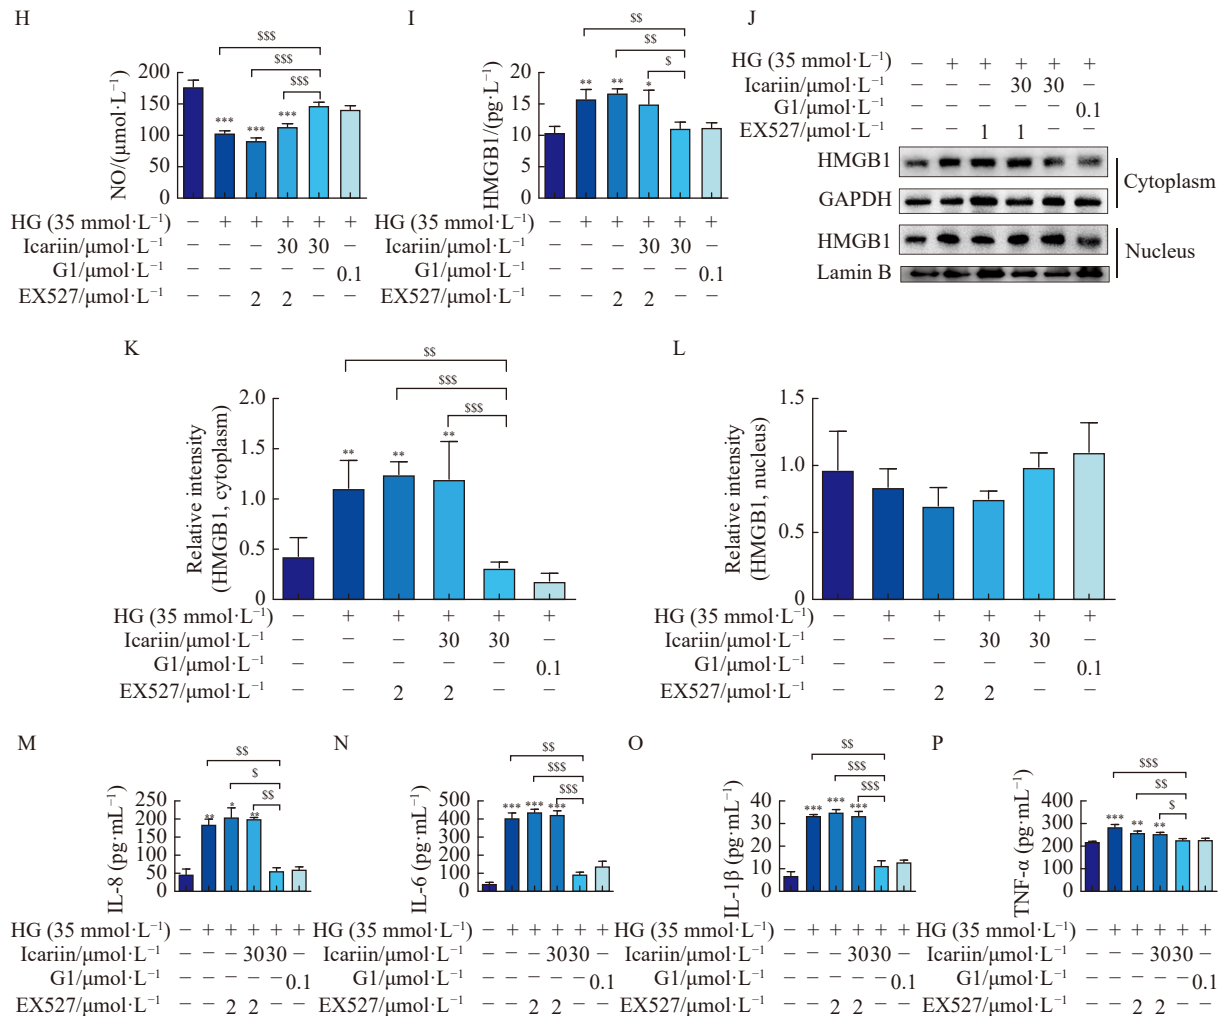 H
$$$
$$$
$$$
NO/(μmol·L⁻¹)
200
150
100
50
0
*** *** ***
HG (35 mmol·L⁻¹) − + + + + +
Icariin/μmol·L⁻¹ − − − 30 30 −
G1/μmol·L⁻¹ − − − − − 0.1
EX527/μmol·L⁻¹ − − 2 2 − −
I
$$
$$
$
HMGB1/(pg·L⁻¹)
20
15
10
5
0
** ** *
HG (35 mmol·L⁻¹) − + + + + +
Icariin/μmol·L⁻¹ − − − 30 30 −
G1/μmol·L⁻¹ − − − − − 0.1
EX527/μmol·L⁻¹ − − 2 2 − −
J
HG (35 mmol·L⁻¹) − + + + + +
Icariin/μmol·L⁻¹ − − − 30 30 −
G1/μmol·L⁻¹ − − − − − 0.1
EX527/μmol·L⁻¹ − − 1 1 − −
HMGB1
GAPDH
Cytoplasm
HMGB1
Lamin B
Nucleus
K
$$
$$$
$$$
Relative intensity
(HMGB1, cytoplasm)
2.0
1.5
1.0
0.5
0
** ** **
HG (35 mmol·L⁻¹) − + + + + +
Icariin/μmol·L⁻¹ − − − 30 30 −
G1/μmol·L⁻¹ − − − − − 0.1
EX527/μmol·L⁻¹ − − 2 2 − −
L
Relative intensity
(HMGB1, nucleus)
1.5
1.0
0.5
0
HG (35 mmol·L⁻¹) − + + + + +
Icariin/μmol·L⁻¹ − − − 30 30 −
G1/μmol·L⁻¹ − − − − − 0.1
EX527/μmol·L⁻¹ − − 2 2 − −
M
$$
$
$$
IL-8 (pg·mL⁻¹)
250
200
150
100
50
0
** * **
HG (35 mmol·L⁻¹) − + + + + +
Icariin/μmol·L⁻¹ − − − 30 30 −
G1/μmol·L⁻¹ − − − − − 0.1
EX527/μmol·L⁻¹ − − 2 2 − −
N
$$
$$$
$$$
IL-6 (pg·mL⁻¹)
500
400
300
200
100
0
*** *** ***
HG (35 mmol·L⁻¹) − + + + + +
Icariin/μmol·L⁻¹ − − − 30 30 −
G1/μmol·L⁻¹ − − − − − 0.1
EX527/μmol·L⁻¹ − − 2 2 − −
O
$$
$$$
$$$
IL-1β (pg·mL⁻¹)
40
30
20
10
0
*** *** ***
HG (35 mmol·L⁻¹) − + + + + +
Icariin/μmol·L⁻¹ − − − 30 30 −
G1/μmol·L⁻¹ − − − − − 0.1
EX527/μmol·L⁻¹ − − 2 2 − −
P
$$$
$$
$
TNF-α (pg·mL⁻¹)
400
300
200
100
0
*** ** **
HG (35 mmol·L⁻¹) − + + + + +
Icariin/μmol·L⁻¹ − − − 30 30 −
G1/μmol·L⁻¹ − − − − − 0.1
EX527/μmol·L⁻¹ − − 2 2 − −